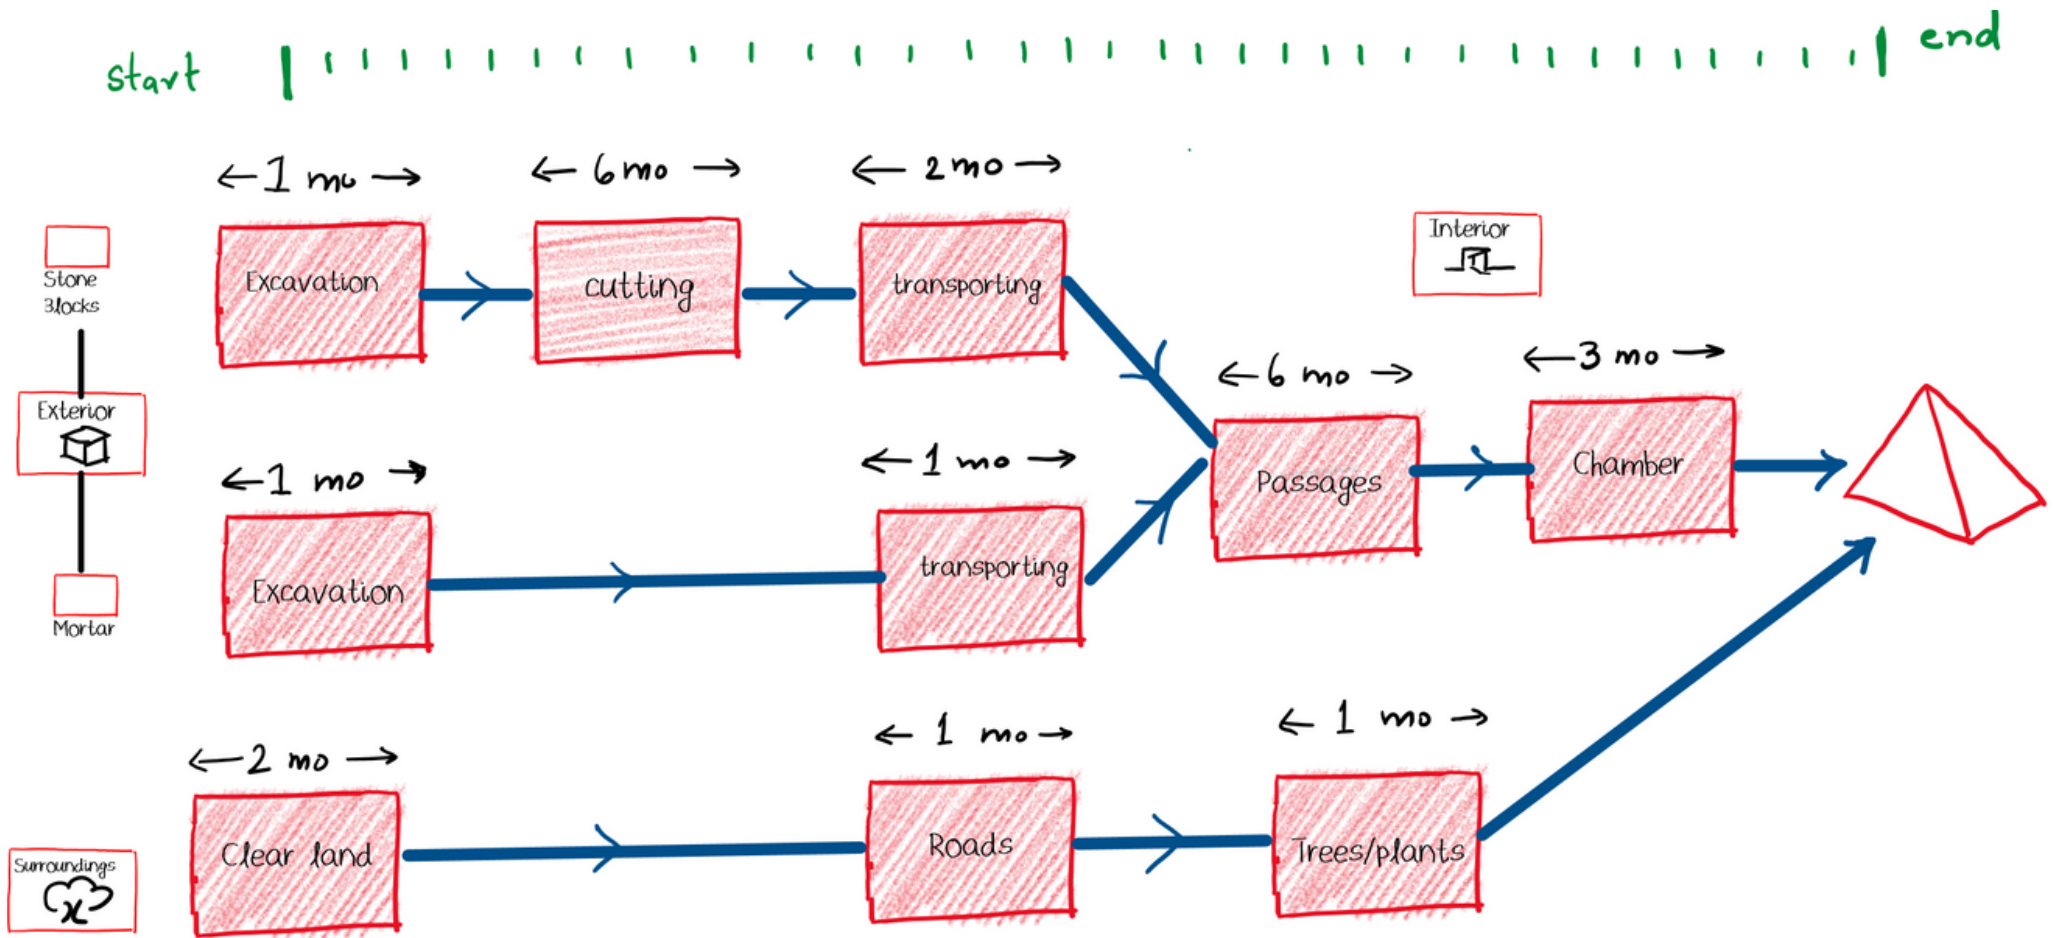 start
end
1 mo
6 mo
2 mo
Stone
Blocks
Excavation
cutting
transporting
Interior
Exterior
6 mo
3 mo
1 mo
1 mo
Passages
Chamber
Excavation
transporting
Mortar
2 mo
1 mo
1 mo
Surroundings
Clear land
Roads
Trees/plants